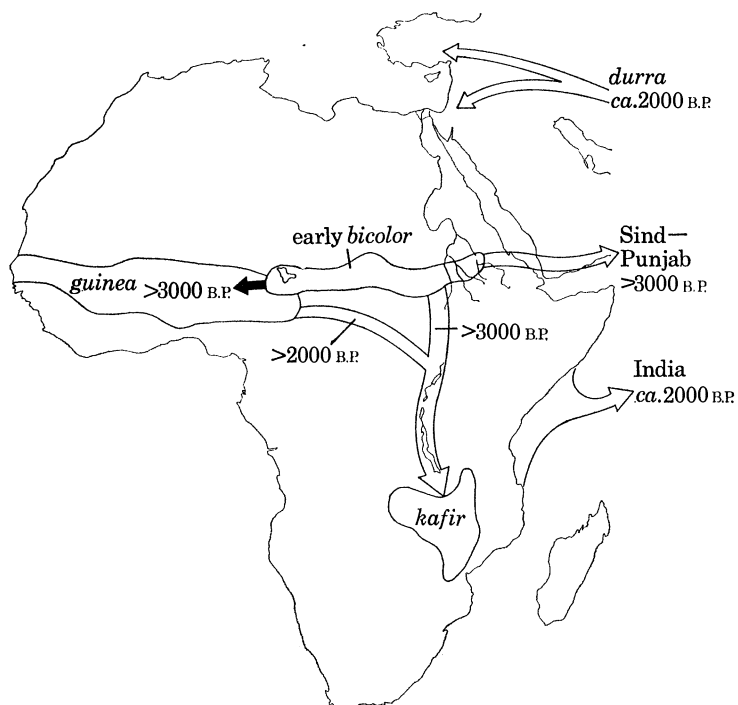 durra
ca.2000 B.P.
early bicolor
Sind—
Punjab
>3000 B.P.
guinea >3000 B.P.
>2000 B.P.
>3000 B.P.
India
ca.2000 B.P.
kafir